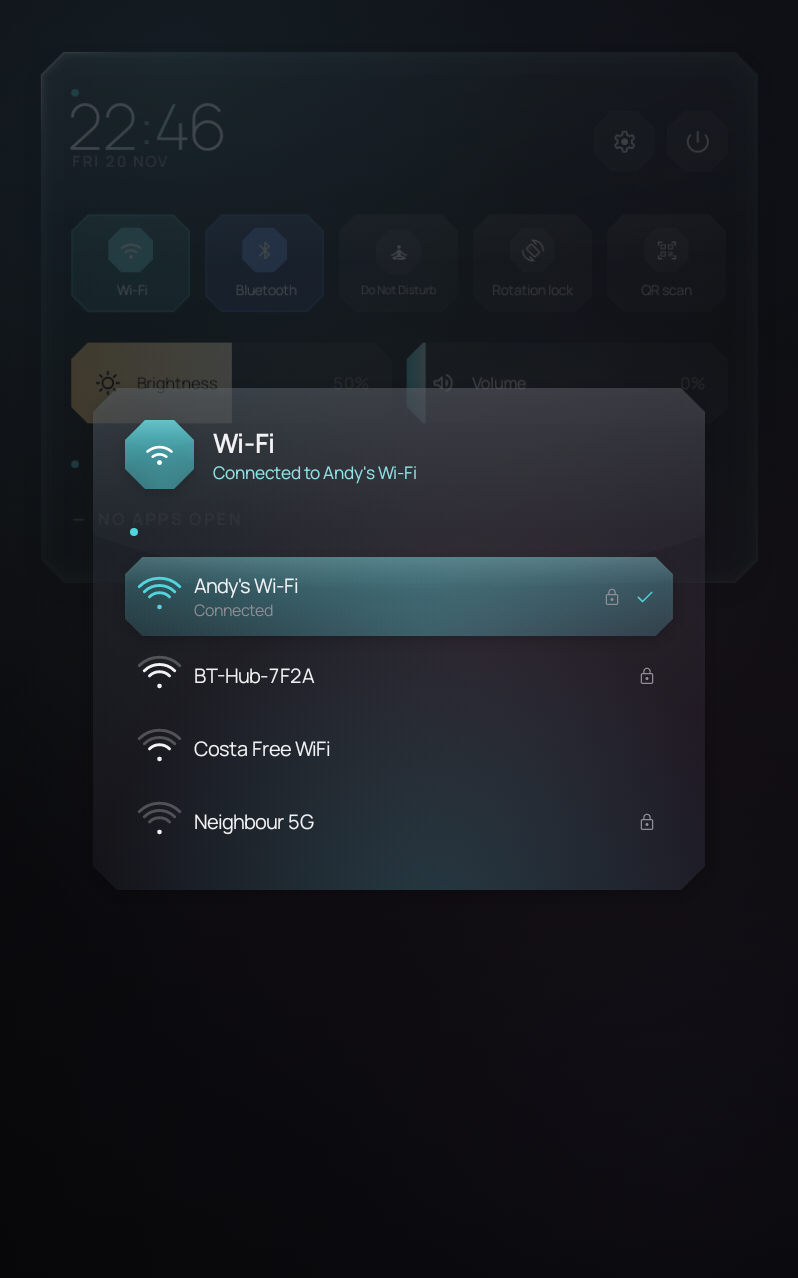 22:46
FRI 20 NOV
Wi-Fi
Bluetooth
Do Not Disturb
Rotation lock
QR scan
Brightness
50%
Volume
0%
Wi-Fi
Connected to Andy's Wi-Fi
– NO APPS OPEN
Andy's Wi-Fi
Connected
BT-Hub-7F2A
Costa Free WiFi
Neighbour 5G